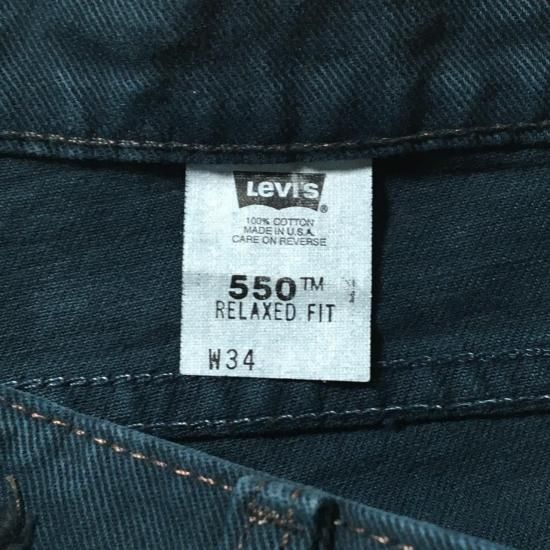 Levi's®
100% COTTON
MADE IN U.S.A.
CARE ON REVERSE
550™
RELAXED FIT
W34